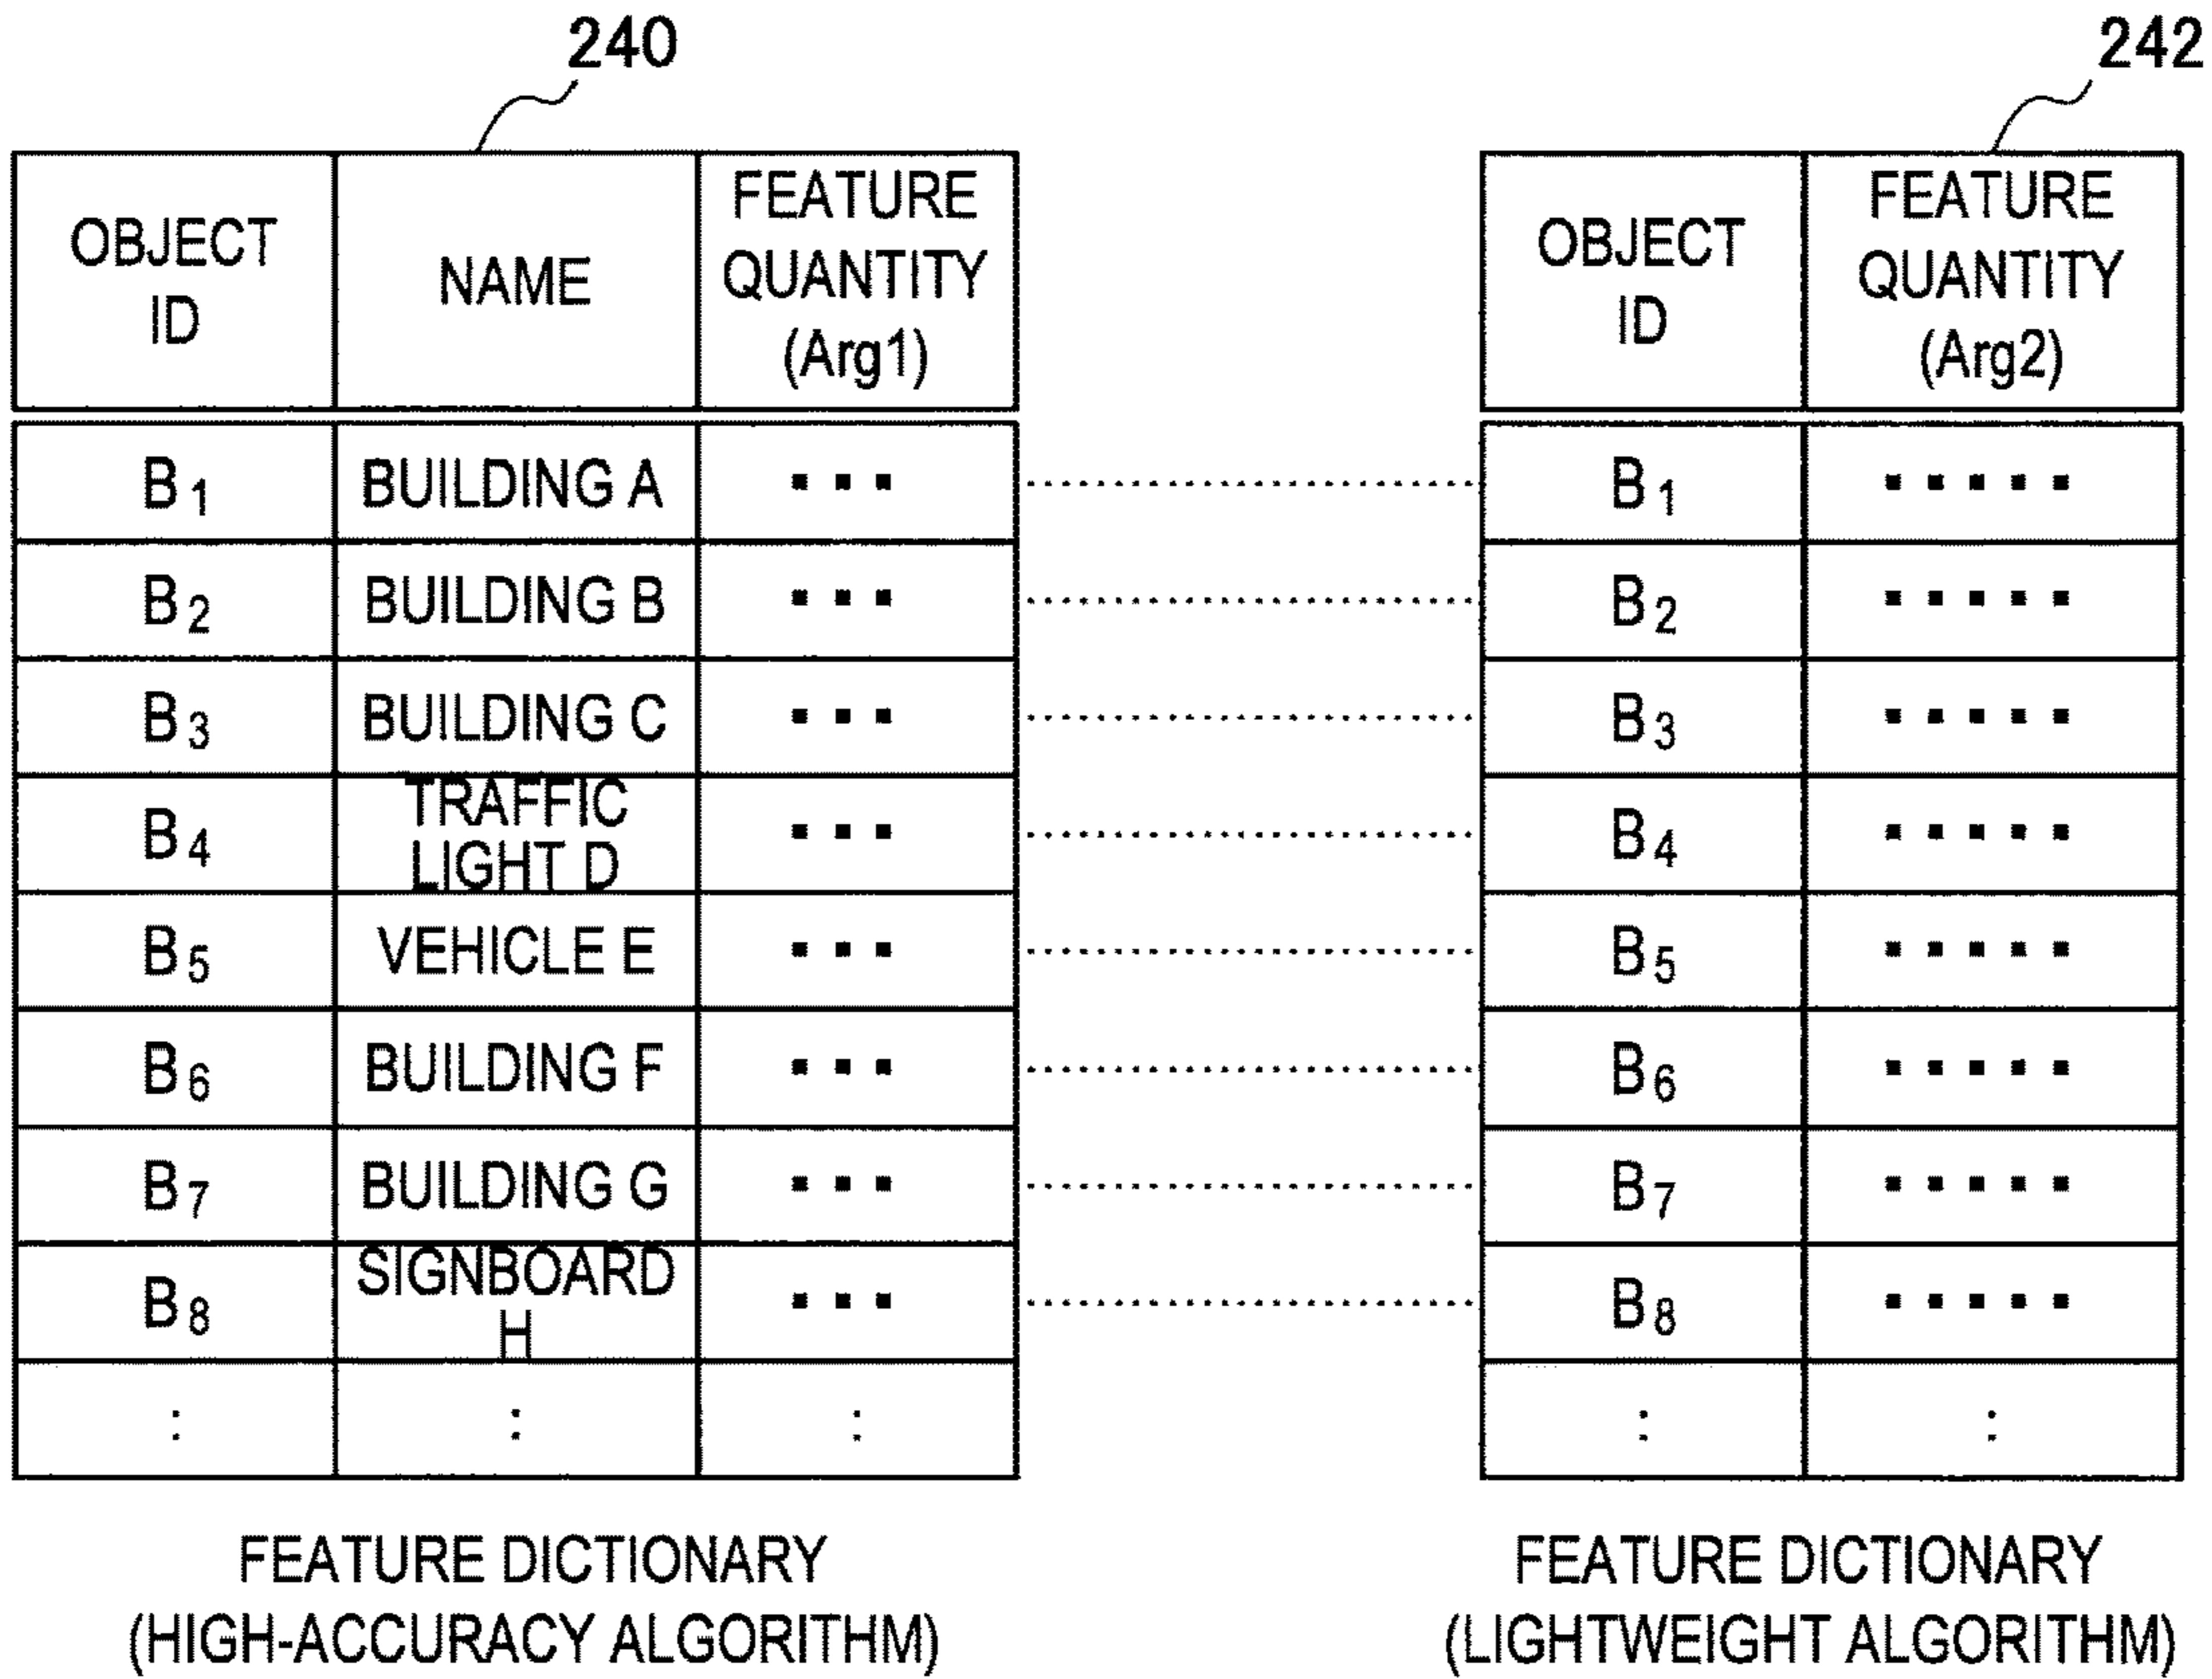 240
242
OBJECT
ID
NAME
FEATURE
QUANTITY
(Arg1)
OBJECT
ID
FEATURE
QUANTITY
(Arg2)
B1 BUILDING A ▪▪▪ B1 ▪▪▪▪▪
B2 BUILDING B ▪▪▪ B2 ▪▪▪▪▪
B3 BUILDING C ▪▪▪ B3 ▪▪▪▪▪
B4 TRAFFIC
LIGHT D ▪▪▪ B4 ▪▪▪▪▪
B5 VEHICLE E ▪▪▪ B5 ▪▪▪▪▪
B6 BUILDING F ▪▪▪ B6 ▪▪▪▪▪
B7 BUILDING G ▪▪▪ B7 ▪▪▪▪▪
B8 SIGNBOARD
H ▪▪▪ B8 ▪▪▪▪▪
: : : : :
FEATURE DICTIONARY
(HIGH-ACCURACY ALGORITHM)
FEATURE DICTIONARY
(LIGHTWEIGHT ALGORITHM)